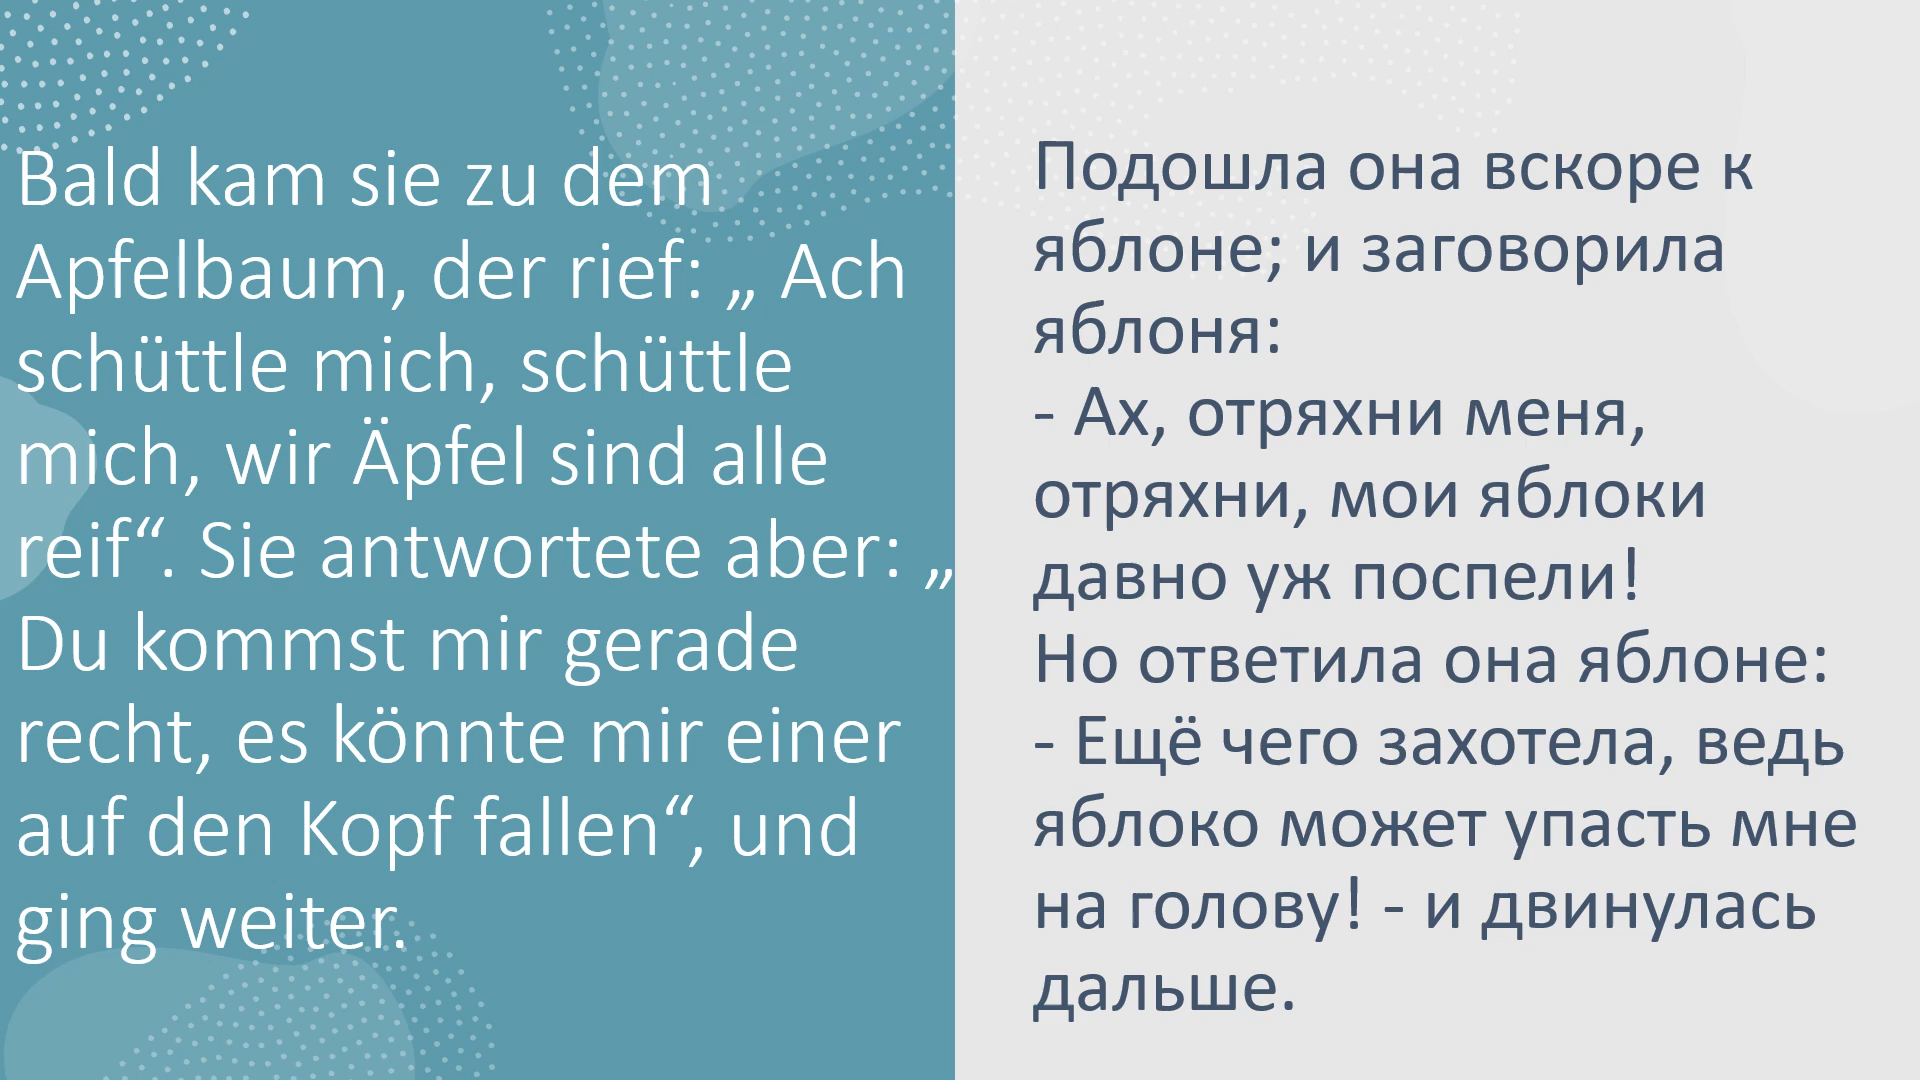 Bald kam sie zu dem
Apfelbaum, der rief: „ Ach
schüttle mich, schüttle
mich, wir Äpfel sind alle
reif“. Sie antwortete aber: „
Du kommst mir gerade
recht, es könnte mir einer
auf den Kopf fallen“, und
ging weiter.
Подошла она вскоре к
яблоне; и заговорила
яблоня:
- Ах, отряхни меня,
отряхни, мои яблоки
давно уж поспели!
Но ответила она яблоне:
- Ещё чего захотела, ведь
яблоко может упасть мне
на голову! - и двинулась
дальше.